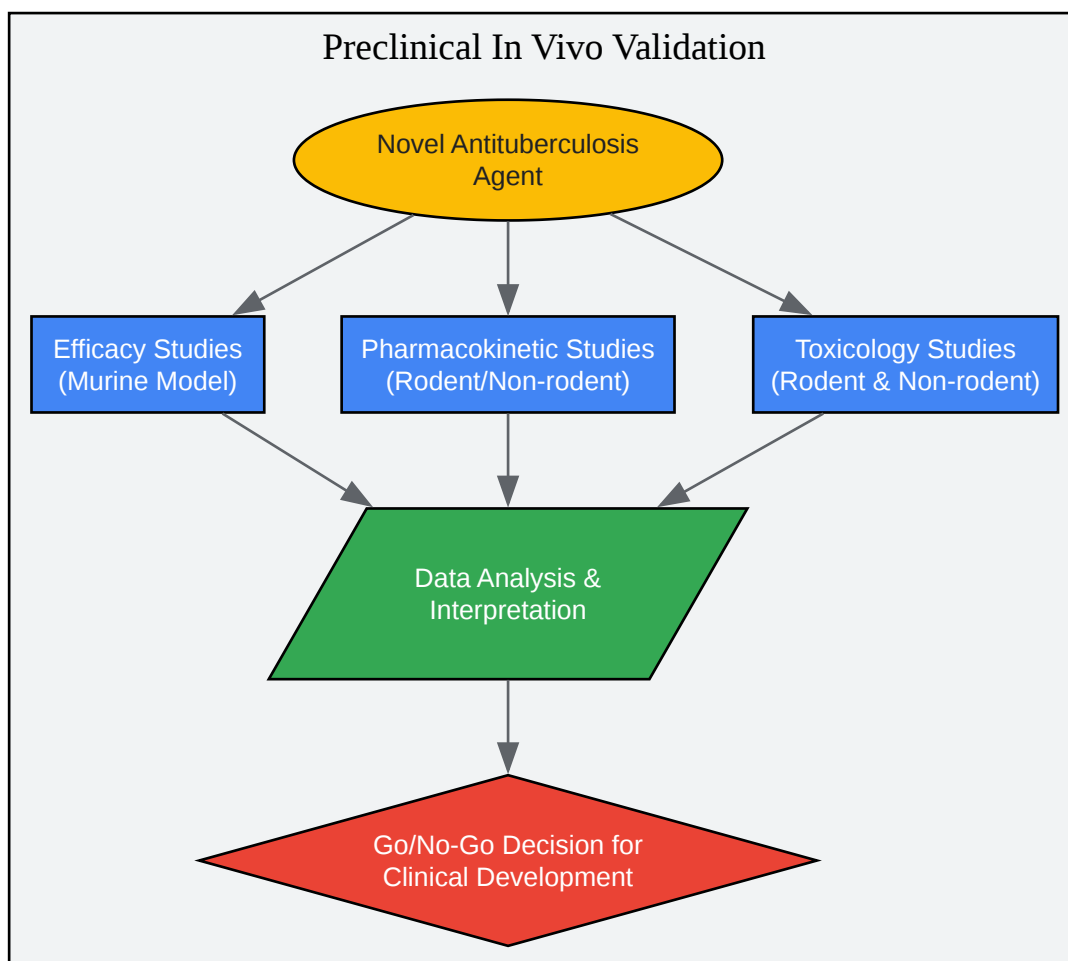 Preclinical In Vivo Validation
Novel Antituberculosis
Agent
Efficacy Studies
(Murine Model)
Pharmacokinetic Studies
(Rodent/Non-rodent)
Toxicology Studies
(Rodent & Non-rodent)
Data Analysis &
Interpretation
Go/No-Go Decision for
Clinical Development